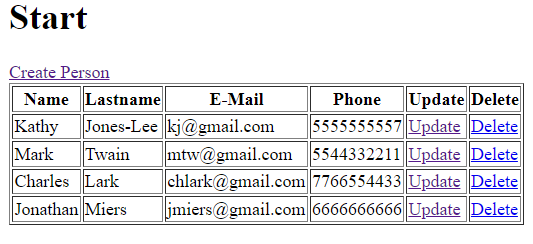 Start
Create Person
Name Lastname E-Mail Phone Update Delete
Kathy Jones-Lee kj@gmail.com 5555555557 Update Delete
Mark Twain mtw@gmail.com 5544332211 Update Delete
Charles Lark chlark@gmail.com 7766554433 Update Delete
Jonathan Miers jmiers@gmail.com 6666666666 Update Delete